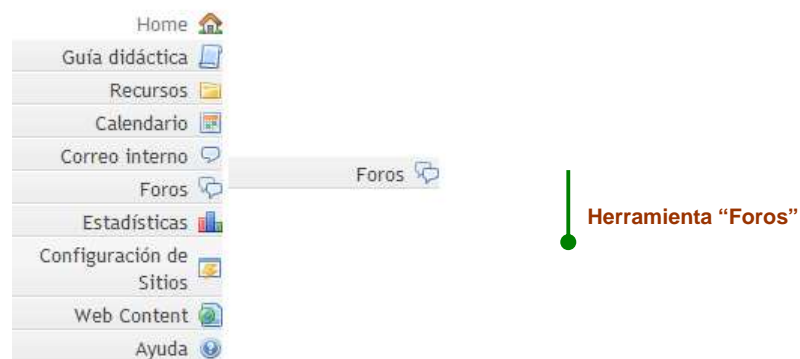 Home
Guía didáctica
Recursos
Calendario
Correo interno
Foros
Estadísticas
Configuración de
Sitios
Web Content
Ayuda
Foros
Herramienta “Foros”